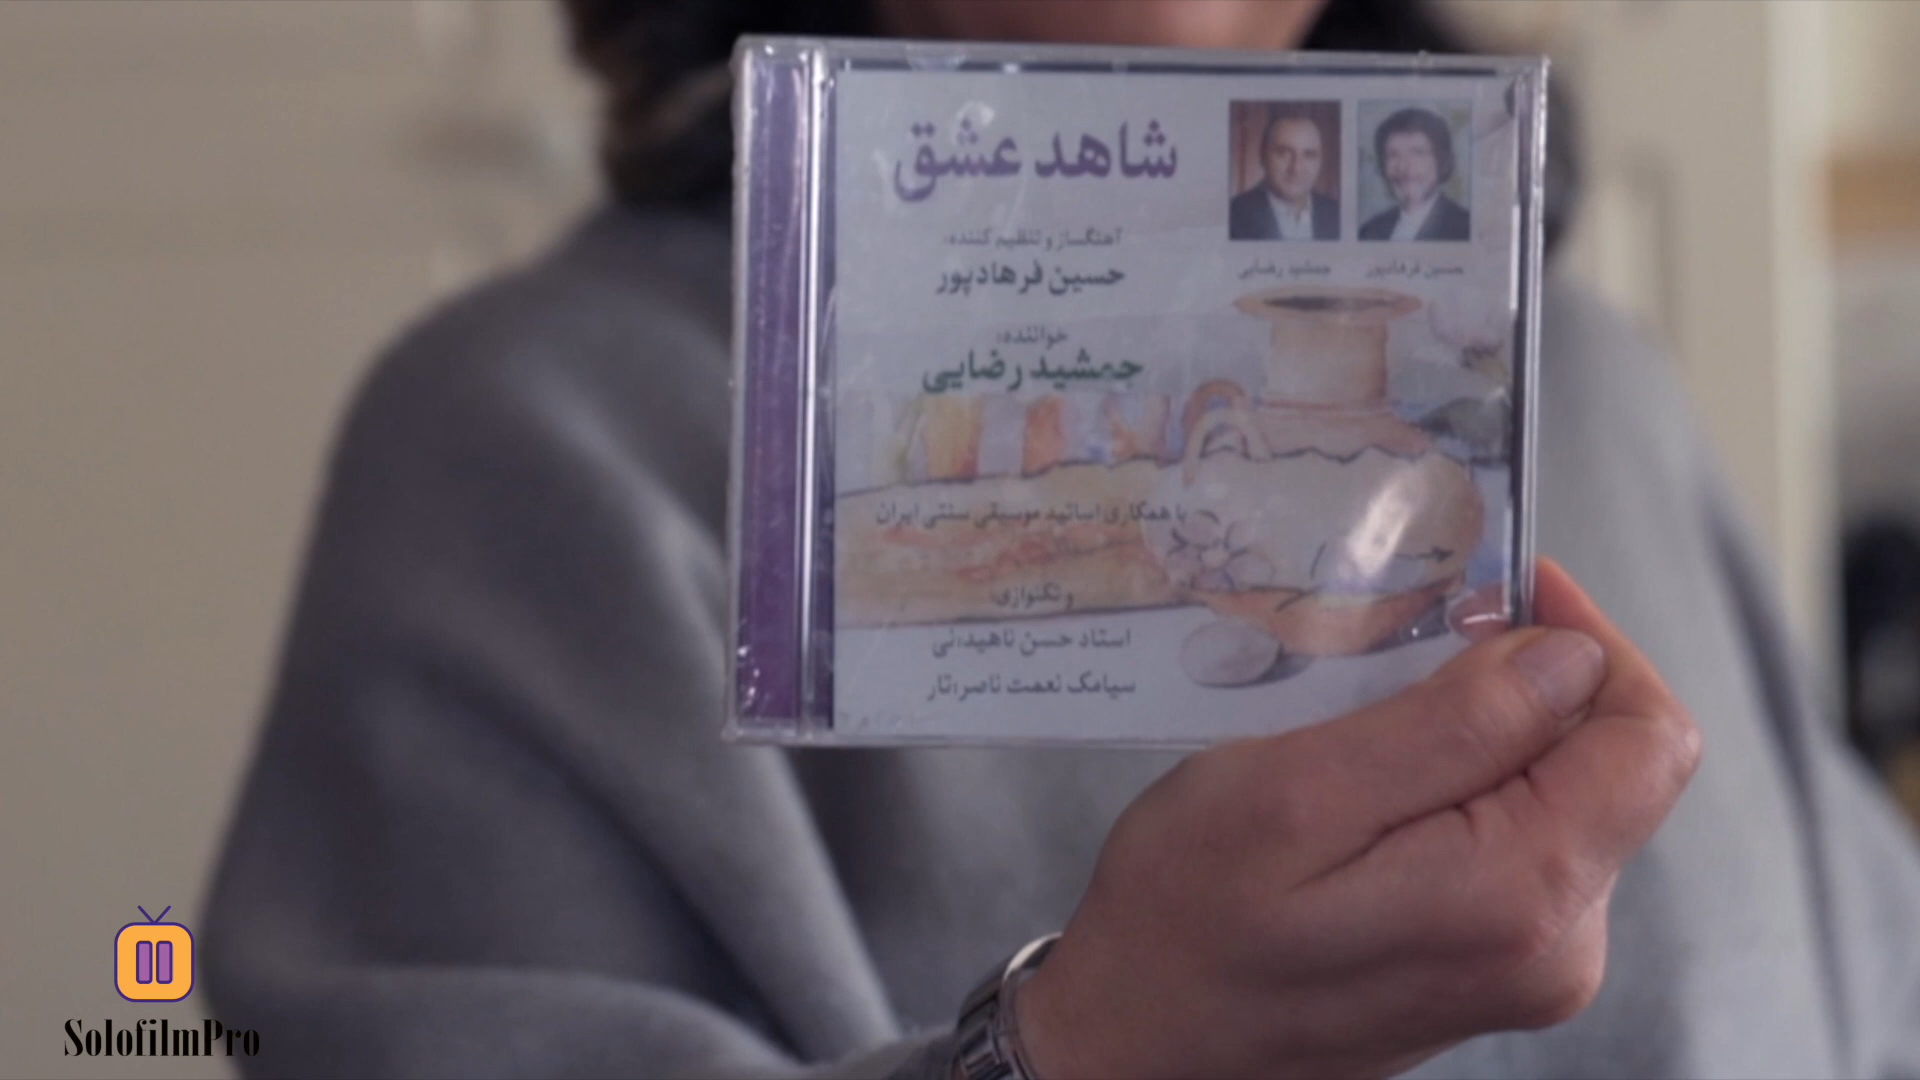 شاهد عشق
آهنگساز و تنظیم کننده:
حسین فرهادپور
خواننده:
جمشید رضایی
حسین فرهادپور
جمشید رضایی
با همکاری اساتید موسیقی سنتی ایران
و تکنوازی:
استاد حسن ناهید:نی
سیامک نعمت ناصر:تار
SolofilmPro